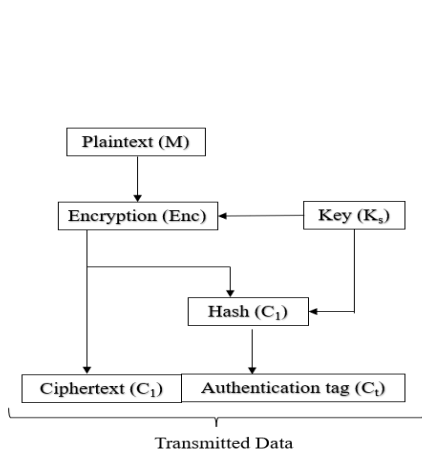 Plaintext (M)
Encryption (Enc)
Key (Kₛ)
Hash (C₁)
Ciphertext (C₁)
Authentication tag (Cₜ)
Transmitted Data